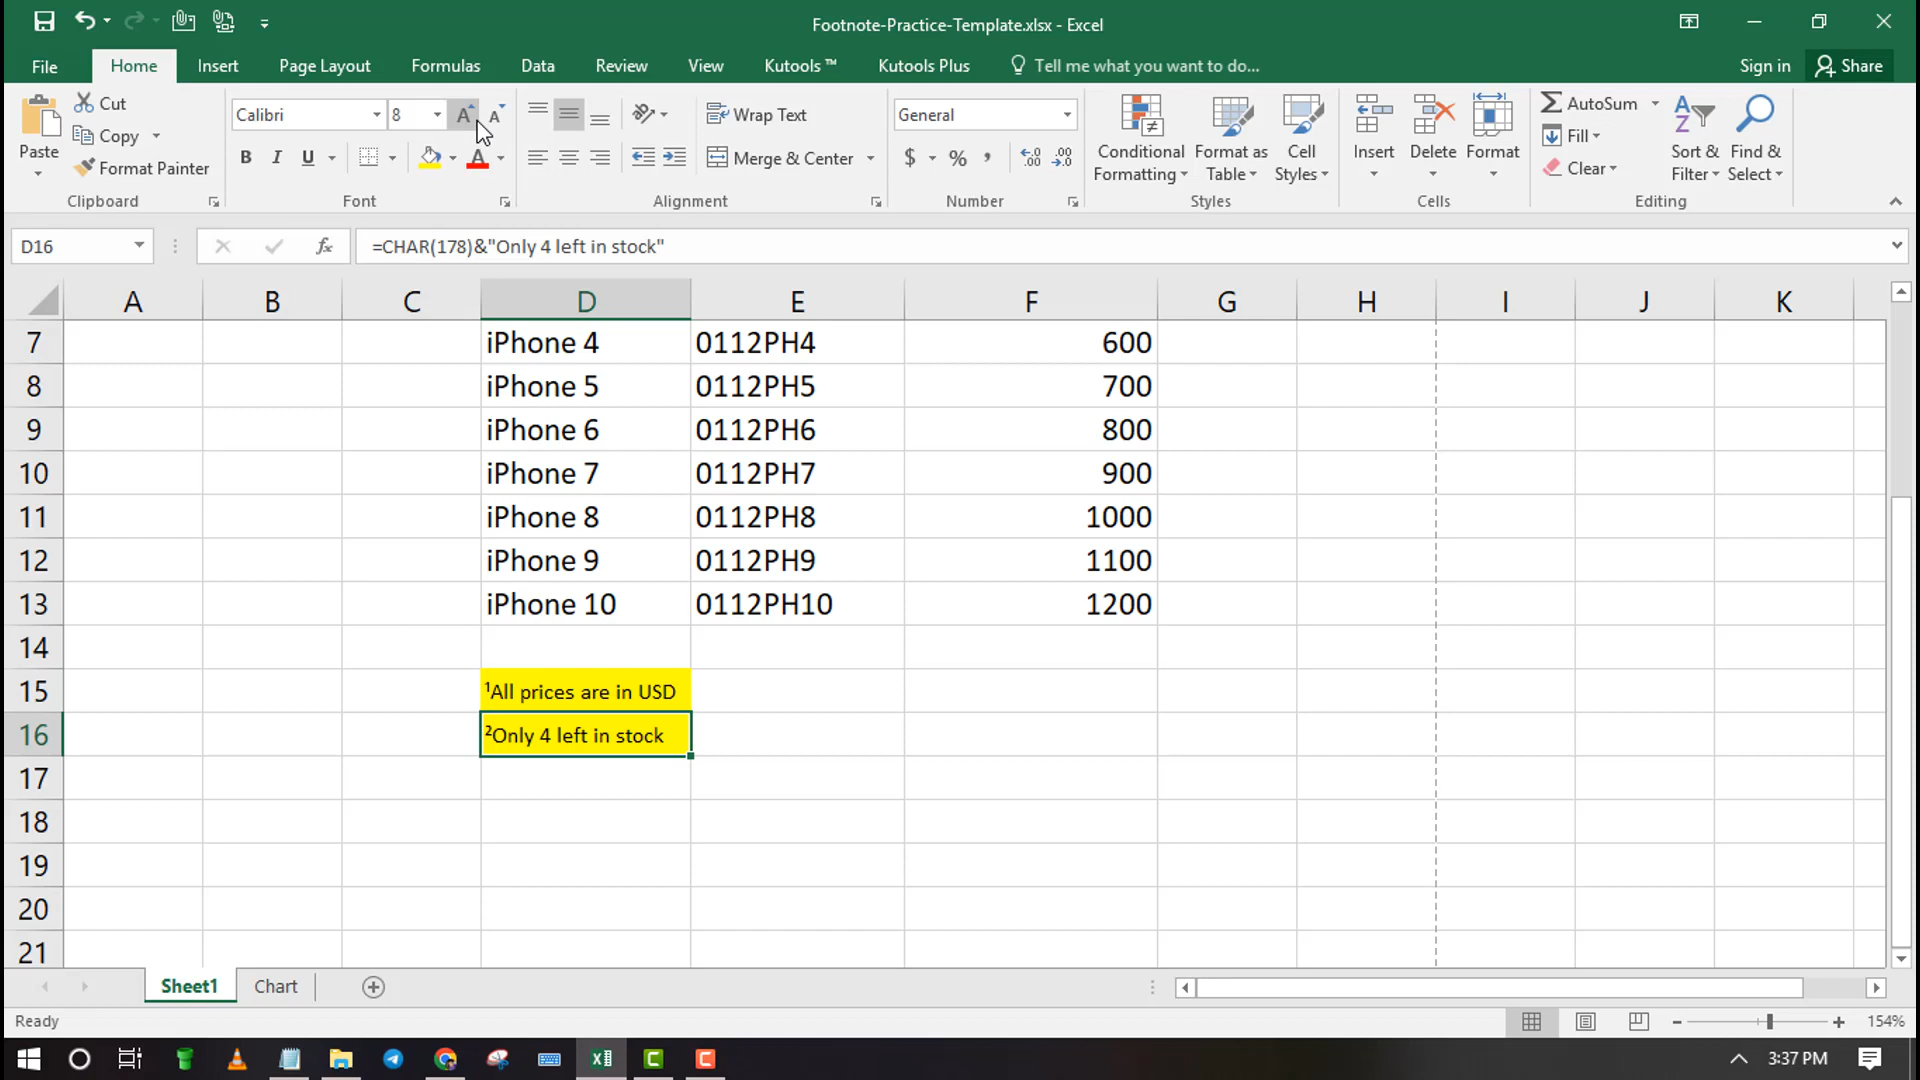 Footnote-Practice-Template.xlsx - Excel
File Home Insert Page Layout Formulas Data Review View Kutools ™ Kutools Plus Tell me what you want to do... Sign in Share
Paste
Cut
Copy
Format Painter
Clipboard
Calibri 8 A A
B I U A
Font
Wrap Text
Merge & Center
Alignment
General
$ % , .0 .00 .00 .0
Number
Conditional Formatting
Format as Table
Cell Styles
Styles
Insert Delete Format
Cells
AutoSum
Fill
Clear
Sort & Filter
Find & Select
Editing
D16 fx =CHAR(178)&"Only 4 left in stock"
A B C D E F G H I J K
7 iPhone 4 0112PH4 600
8 iPhone 5 0112PH5 700
9 iPhone 6 0112PH6 800
10 iPhone 7 0112PH7 900
11 iPhone 8 0112PH8 1000
12 iPhone 9 0112PH9 1100
13 iPhone 10 0112PH10 1200
14
15 ¹All prices are in USD
16 ²Only 4 left in stock
17
18
19
20
21
Sheet1 Chart
Ready 154%
3:37 PM